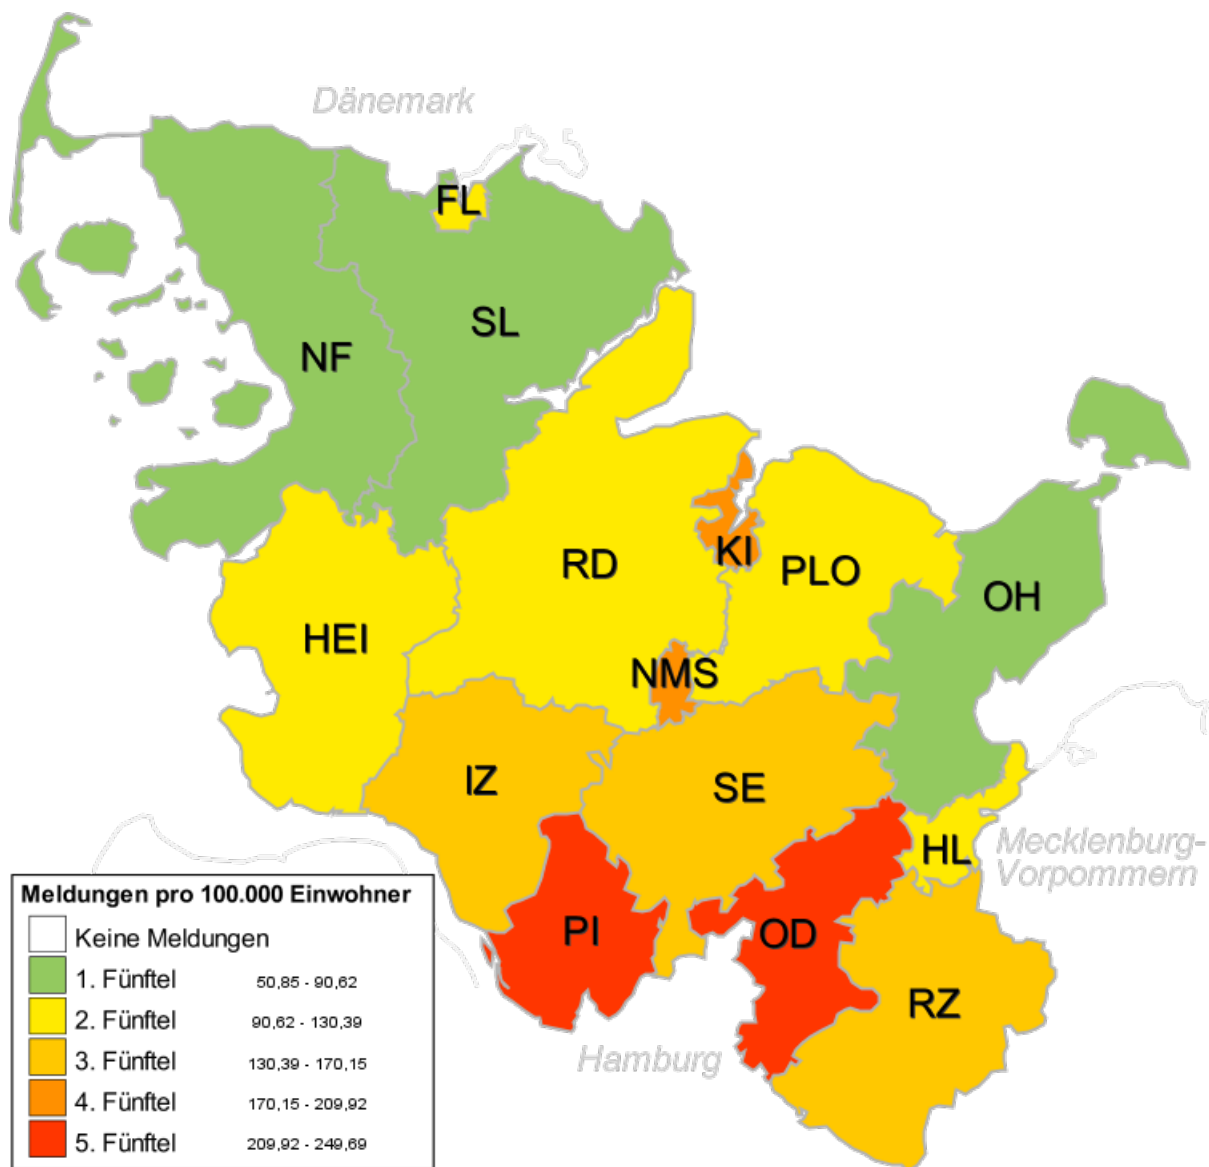 Dänemark
FL
SL
NF
RD
KI
PLO
OH
HEI
NMS
IZ
SE
HL
Mecklenburg-
Vorpommern
PI
OD
RZ
Hamburg
Meldungen pro 100.000 Einwohner
Keine Meldungen
1. Fünftel 50,85 - 90,62
2. Fünftel 90,62 - 130,39
3. Fünftel 130,39 - 170,15
4. Fünftel 170,15 - 209,92
5. Fünftel 209,92 - 249,69